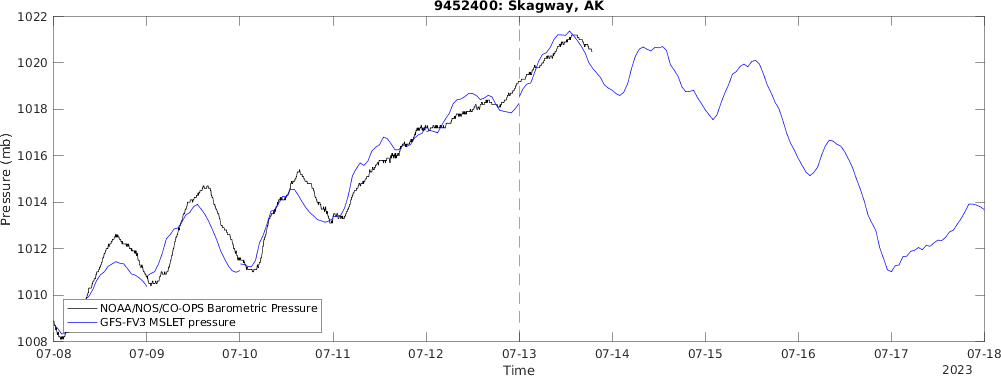 9452400: Skagway, AK
Pressure (mb)
1022
1020
1018
1016
1014
1012
1010
1008
NOAA/NOS/CO-OPS Barometric Pressure
GFS-FV3 MSLET pressure
07-08 07-09 07-10 07-11 07-12 07-13 07-14 07-15 07-16 07-17 07-18
Time
2023